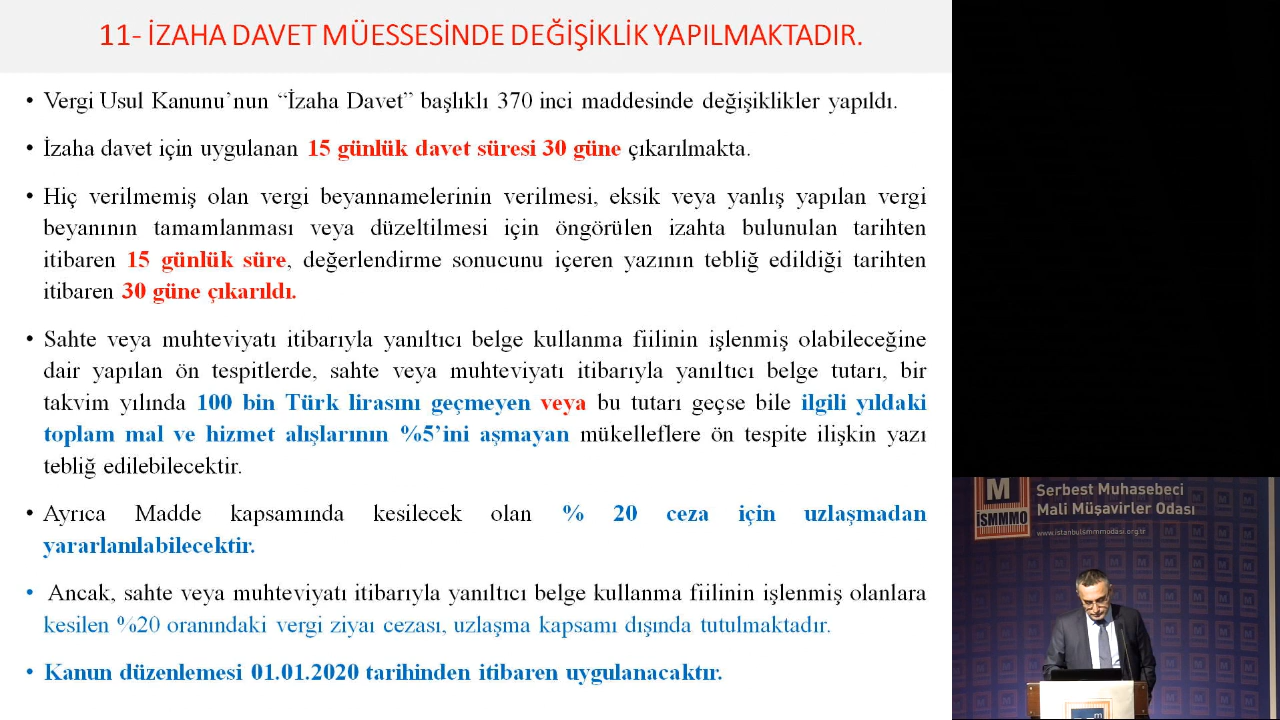 11- İZAHA DAVET MÜESSESİNDE DEĞİŞİKLİK YAPILMAKTADIR.
• Vergi Usul Kanunu’nun “İzaha Davet” başlıklı 370 inci maddesinde değişiklikler yapıldı.
• İzaha davet için uygulanan 15 günlük davet süresi 30 güne çıkarılmakta.
• Hiç verilmemiş olan vergi beyannamelerinin verilmesi, eksik veya yanlış yapılan vergi
beyanının tamamlanması veya düzeltilmesi için öngörülen izahta bulunulan tarihten
itibaren 15 günlük süre, değerlendirme sonucunu içeren yazının tebliğ edildiği tarihten
itibaren 30 güne çıkarıldı.
• Sahte veya muhteviyatı itibarıyla yanıltıcı belge kullanma fiilinin işlenmiş olabileceğine
dair yapılan ön tespitlerde, sahte veya muhteviyatı itibarıyla yanıltıcı belge tutarı, bir
takvim yılında 100 bin Türk lirasını geçmeyen veya bu tutarı geçse bile ilgili yıldaki
toplam mal ve hizmet alışlarının %5’ini aşmayan mükelleflere ön tespite ilişkin yazı
tebliğ edilebilecektir.
• Ayrıca Madde kapsamında kesilecek olan % 20 ceza için uzlaşmadan
yararlanılabilecektir.
• Ancak, sahte veya muhteviyatı itibarıyla yanıltıcı belge kullanma fiilinin işlenmiş olanlara
kesilen %20 oranındaki vergi ziyaı cezası, uzlaşma kapsamı dışında tutulmaktadır.
• Kanun düzenlemesi 01.01.2020 tarihinden itibaren uygulanacaktır.
M
İSMMMO
Serbest Muhasebeci
Mali Müşavirler Odası
www.istanbulsmmmodasi.org.tr